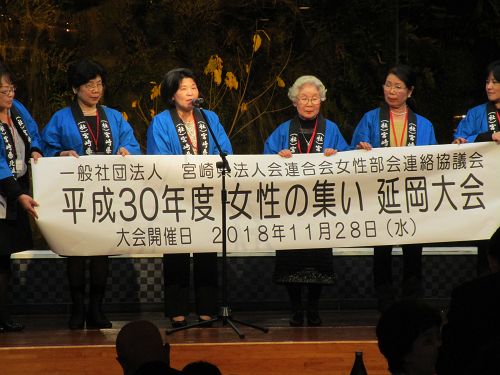 一般社団法人 宮崎県法人会連合会女性部会連絡協議会
平成30年度 女性の集い 延岡大会
大会開催日 2018年11月28日(水)